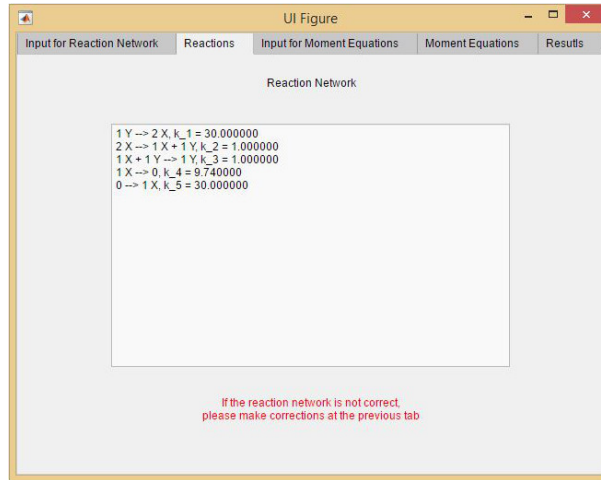 UI Figure
Input for Reaction Network Reactions Input for Moment Equations Moment Equations Resutls
Reaction Network
1 Y --> 2 X, k_1 = 30.000000
2 X --> 1 X + 1 Y, k_2 = 1.000000
1 X + 1 Y --> 1 Y, k_3 = 1.000000
1 X --> 0, k_4 = 9.740000
0 --> 1 X, k_5 = 30.000000
If the reaction network is not correct,
please make corrections at the previous tab